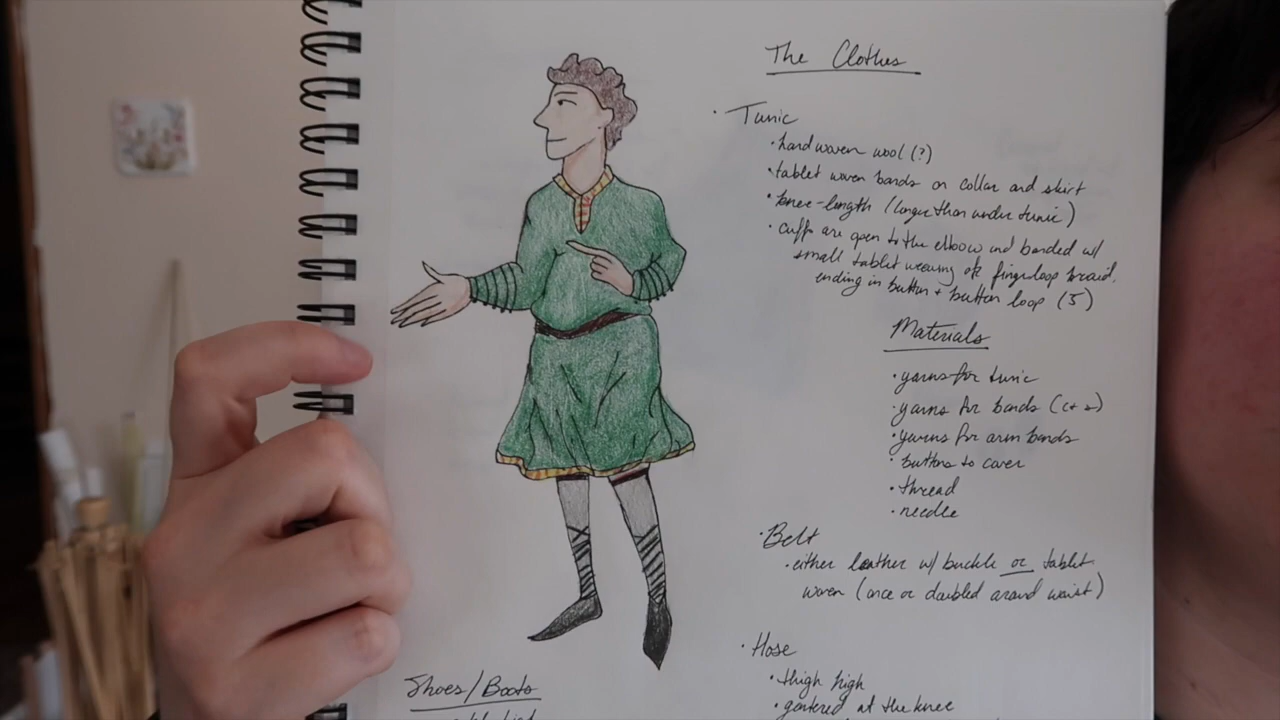 The Clothes
· Tunic
· hand woven wool (?)
· tablet woven bands on collar and skirt
· knee-length (longer than under tunic)
· cuffs are open to the elbow and banded w/
small tablet weaving or fingerloop braid,
ending in button + button loop (5)
Materials
· yarns for tunic
· yarns for bands (c + s)
· yarns for arm bands
· buttons to cover
· thread
· needle
· Belt
· either leather w/ buckle or tablet
woven (once or doubled around waist)
· Hose
· thigh high
· gartered at the knee
Shoes/Boots